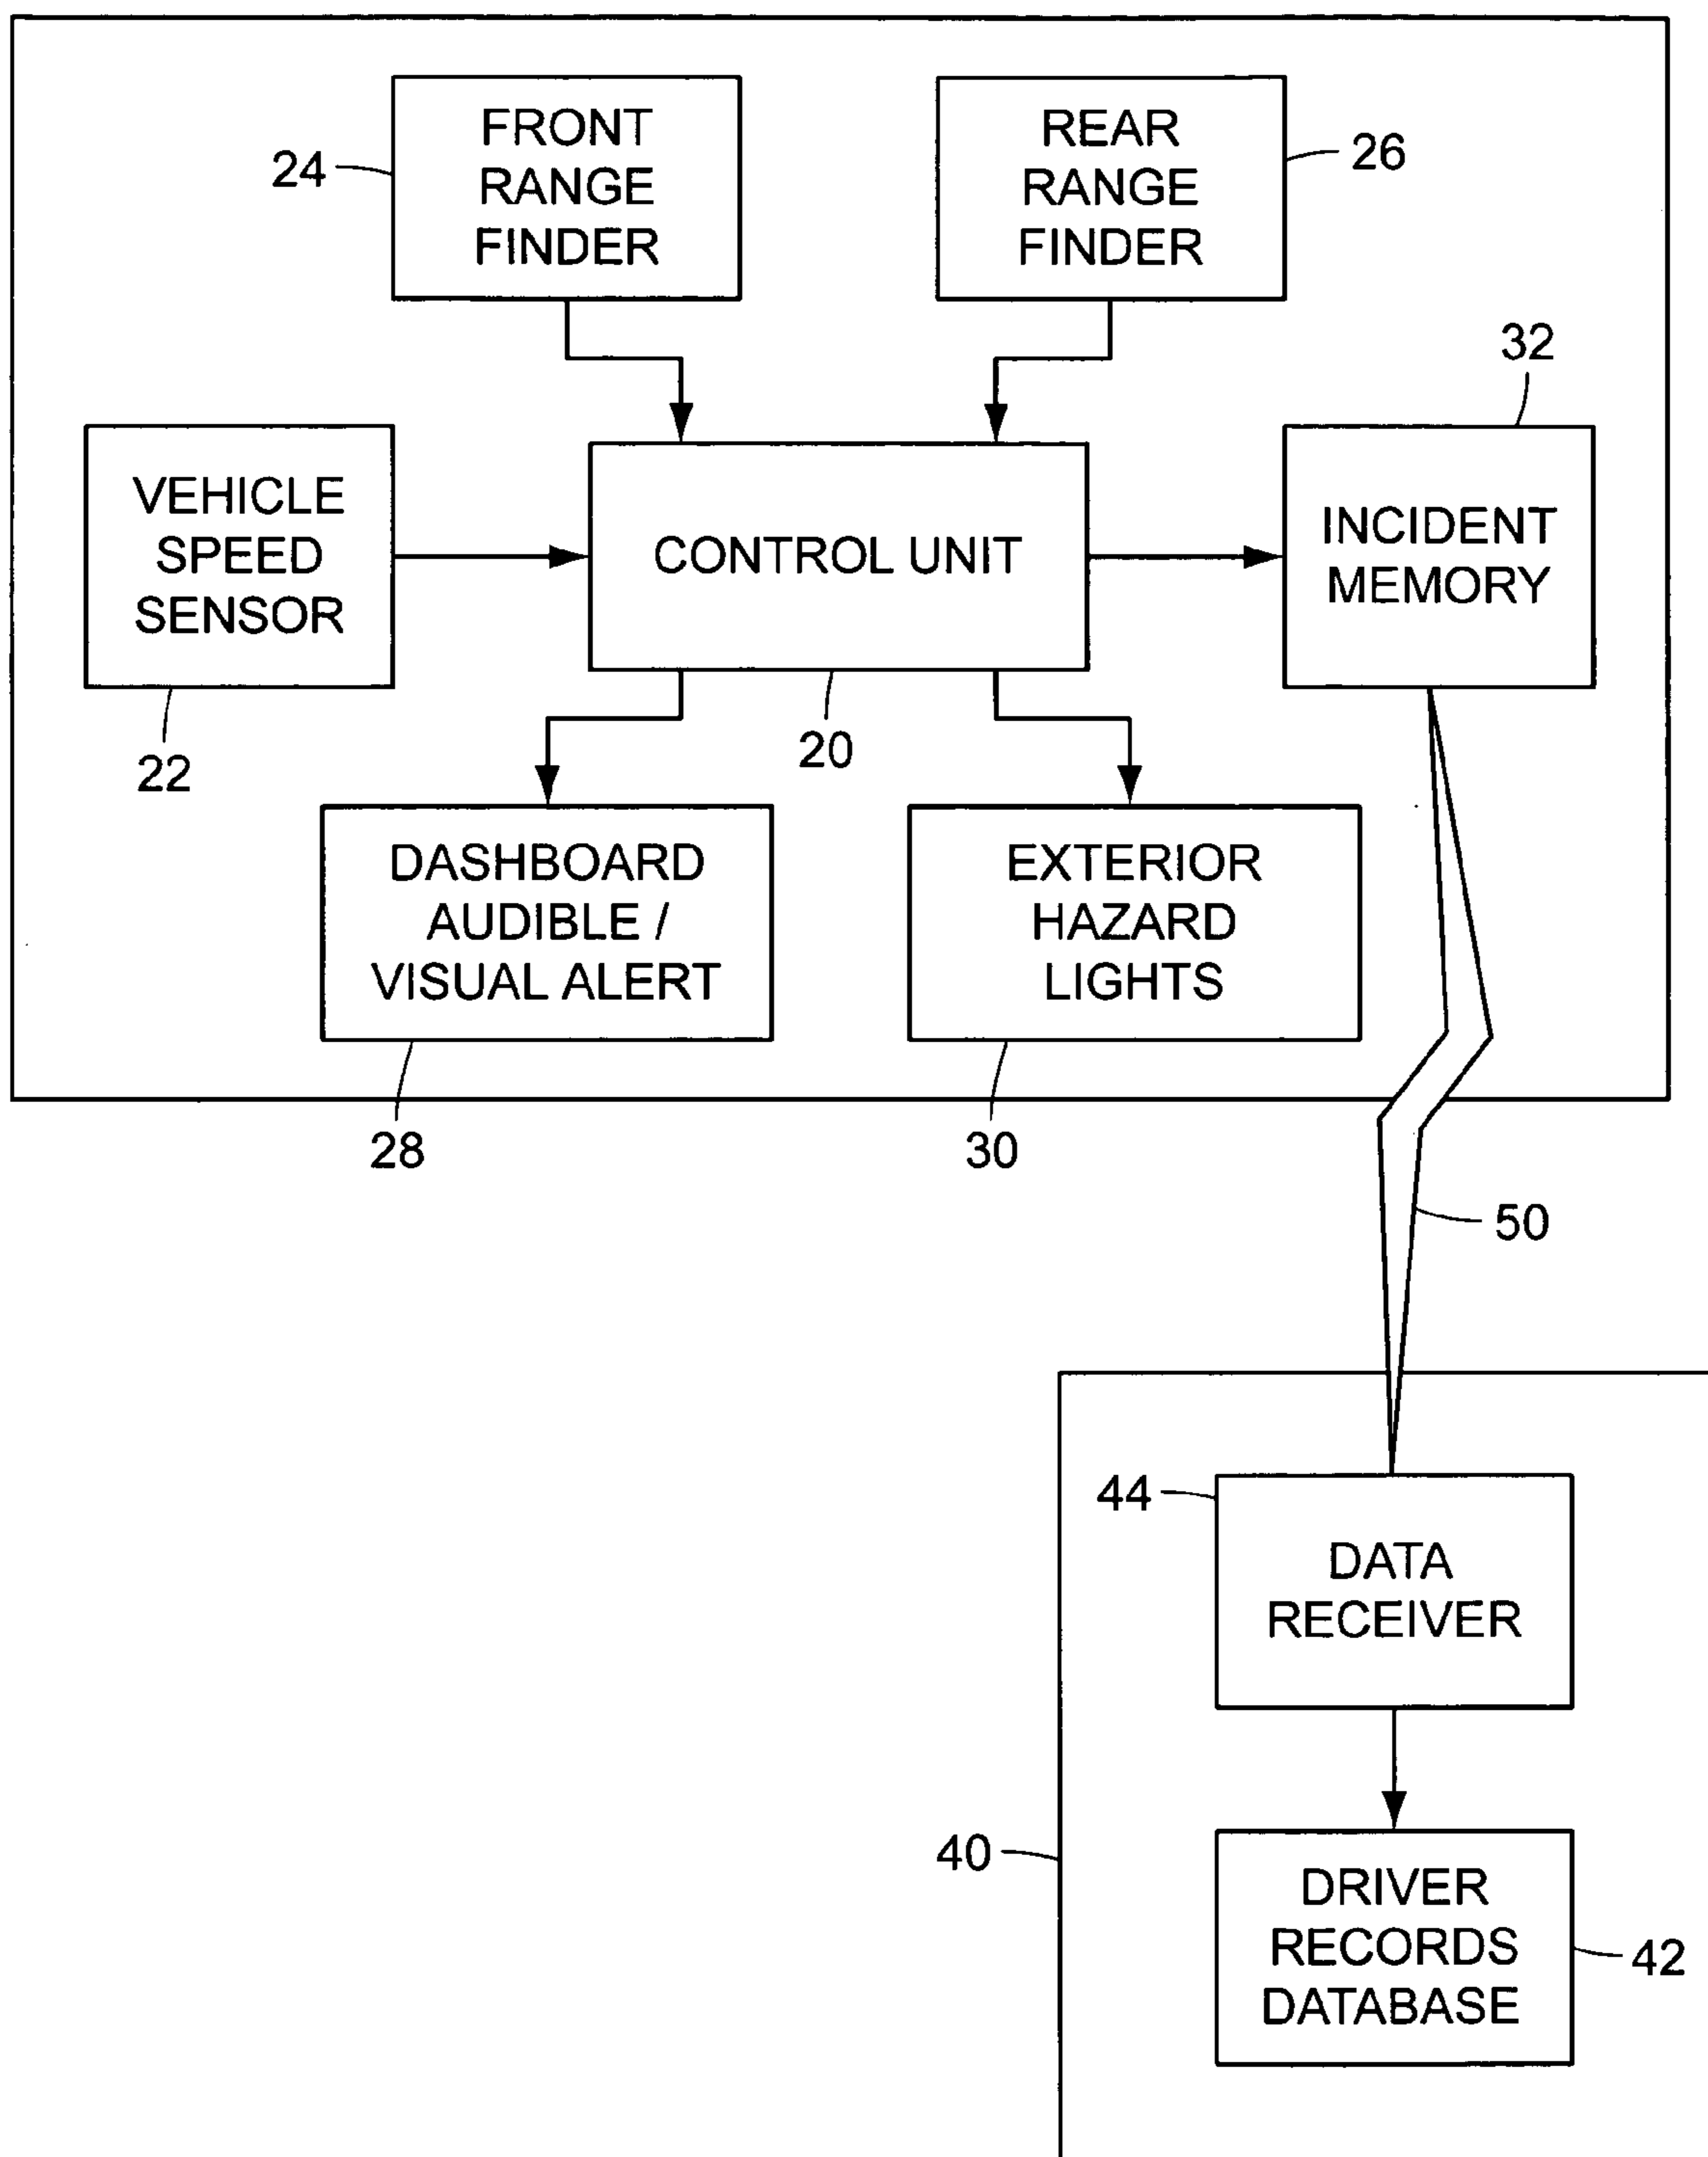 FRONT
RANGE
FINDER
24
REAR
RANGE
FINDER
26
32
VEHICLE
SPEED
SENSOR
22
CONTROL UNIT
20
INCIDENT
MEMORY
DASHBOARD
AUDIBLE /
VISUAL ALERT
28
EXTERIOR
HAZARD
LIGHTS
30
50
44
DATA
RECEIVER
40
DRIVER
RECORDS
DATABASE
42